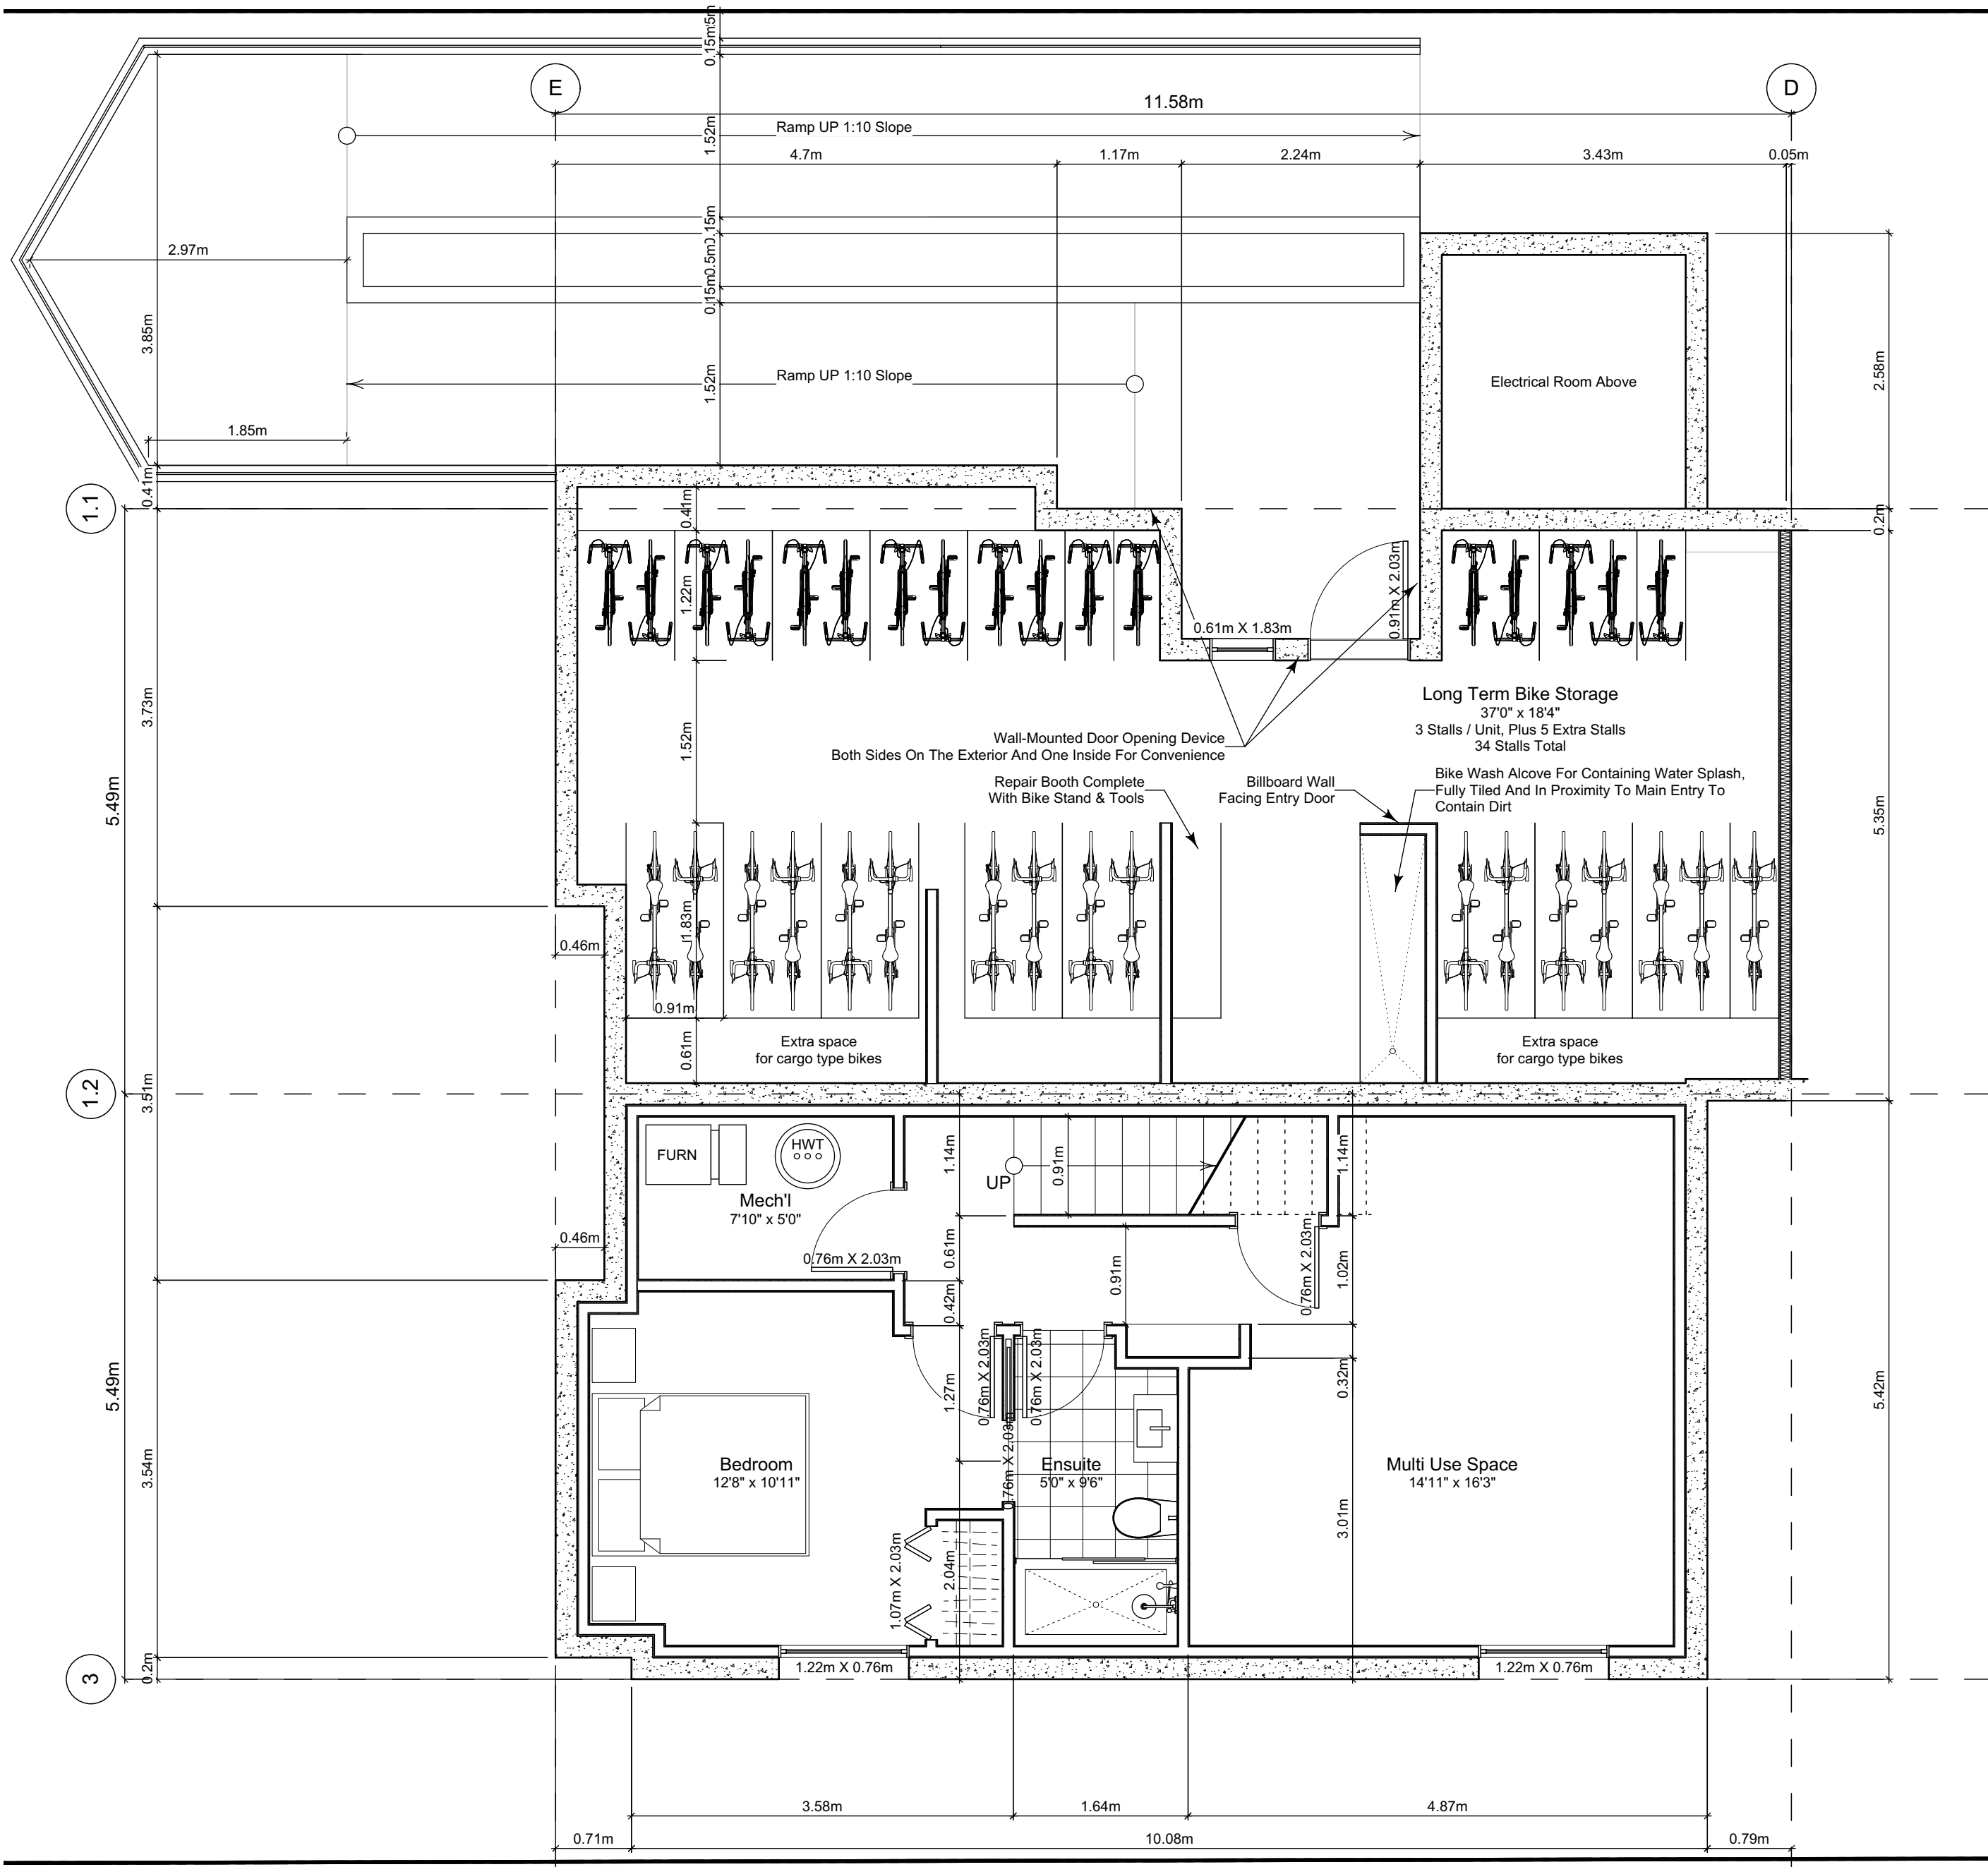 0.15m
5m
E
D
11.58m
Ramp UP 1:10 Slope
1.52m
4.7m
1.17m
2.24m
3.43m
0.05m
2.97m
0.15m
0.5m
0.15m
3.85m
Ramp UP 1:10 Slope
1.52m
Electrical Room Above
2.58m
1.85m
0.41m
1.1
0.41m
0.2m
1.22m
0.91m X 2.03m
0.61m X 1.83m
3.73m
1.52m
Long Term Bike Storage
37'0" x 18'4"
3 Stalls / Unit, Plus 5 Extra Stalls
34 Stalls Total
Wall-Mounted Door Opening Device
Both Sides On The Exterior And One Inside For Convenience
Repair Booth Complete
With Bike Stand & Tools
Billboard Wall
Facing Entry Door
Bike Wash Alcove For Containing Water Splash,
Fully Tiled And In Proximity To Main Entry To
Contain Dirt
5.49m
5.35m
1.83m
0.46m
0.91m
0.61m
Extra space
for cargo type bikes
Extra space
for cargo type bikes
1.2
3.51m
FURN
HWT
Mech'l
7'10" x 5'0"
1.14m
UP
0.91m
1.14m
0.46m
0.76m X 2.03m
0.61m
0.91m
0.76m X 2.03m
1.02m
0.42m
5.49m
3.54m
1.27m
0.76m X 2.03m
0.76m X 2.03m
0.32m
5.42m
Bedroom
12'8" x 10'11"
0.76m X 2.03m
Ensuite
5'0" x 9'6"
Multi Use Space
14'11" x 16'3"
3.01m
1.07m X 2.03m
2.04m
3
0.2m
1.22m X 0.76m
1.22m X 0.76m
3.58m
1.64m
4.87m
0.71m
10.08m
0.79m